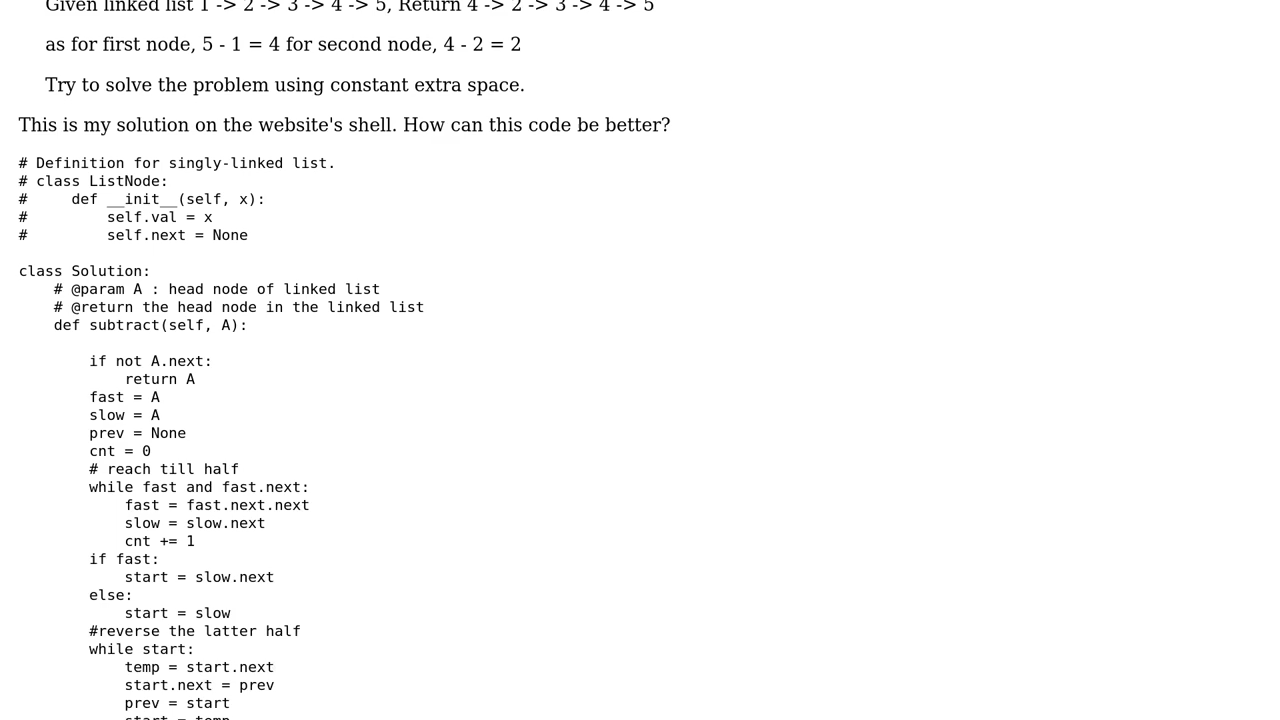 Given linked list 1 -> 2 -> 3 -> 4 -> 5, Return 4 -> 2 -> 3 -> 4 -> 5
as for first node, 5 - 1 = 4 for second node, 4 - 2 = 2
Try to solve the problem using constant extra space.
This is my solution on the website's shell. How can this code be better?
# Definition for singly-linked list.
# class ListNode:
#     def __init__(self, x):
#         self.val = x
#         self.next = None
class Solution:
    # @param A : head node of linked list
    # @return the head node in the linked list
    def subtract(self, A):
        if not A.next:
            return A
        fast = A
        slow = A
        prev = None
        cnt = 0
        # reach till half
        while fast and fast.next:
            fast = fast.next.next
            slow = slow.next
            cnt += 1
        if fast:
            start = slow.next
        else:
            start = slow
        #reverse the latter half
        while start:
            temp = start.next
            start.next = prev
            prev = start
            start = temp